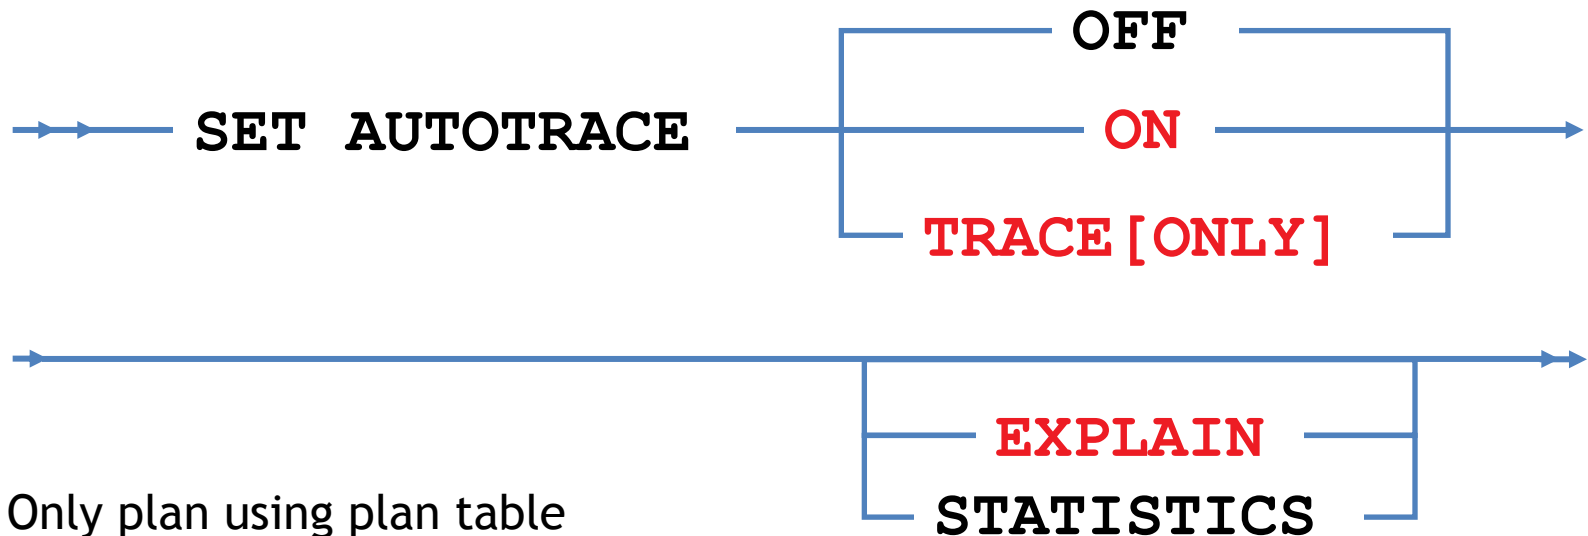 OFF
SET AUTOTRACE
ON
TRACE[ONLY]
EXPLAIN
Only plan using plan table
STATISTICS